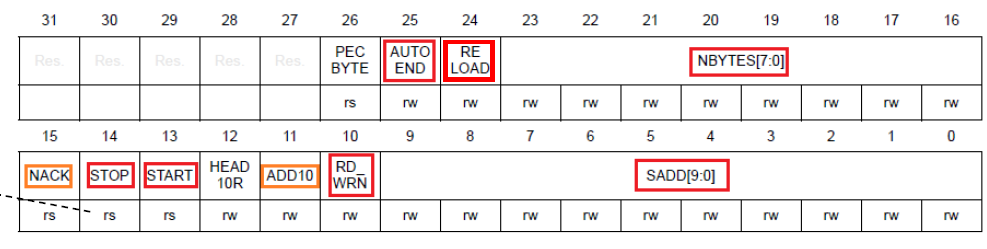 31 30 29 28 27 26 25 24 23 22 21 20 19 18 17 16
Res. Res. Res. Res. Res. PEC BYTE AUTO END RE LOAD NBYTES[7:0]
rs rw rw rw rw rw rw rw rw rw rw
15 14 13 12 11 10 9 8 7 6 5 4 3 2 1 0
NACK STOP START HEAD 10R ADD10 RD_ WRN SADD[9:0]
rs rs rs rw rw rw rw rw rw rw rw rw rw rw rw rw